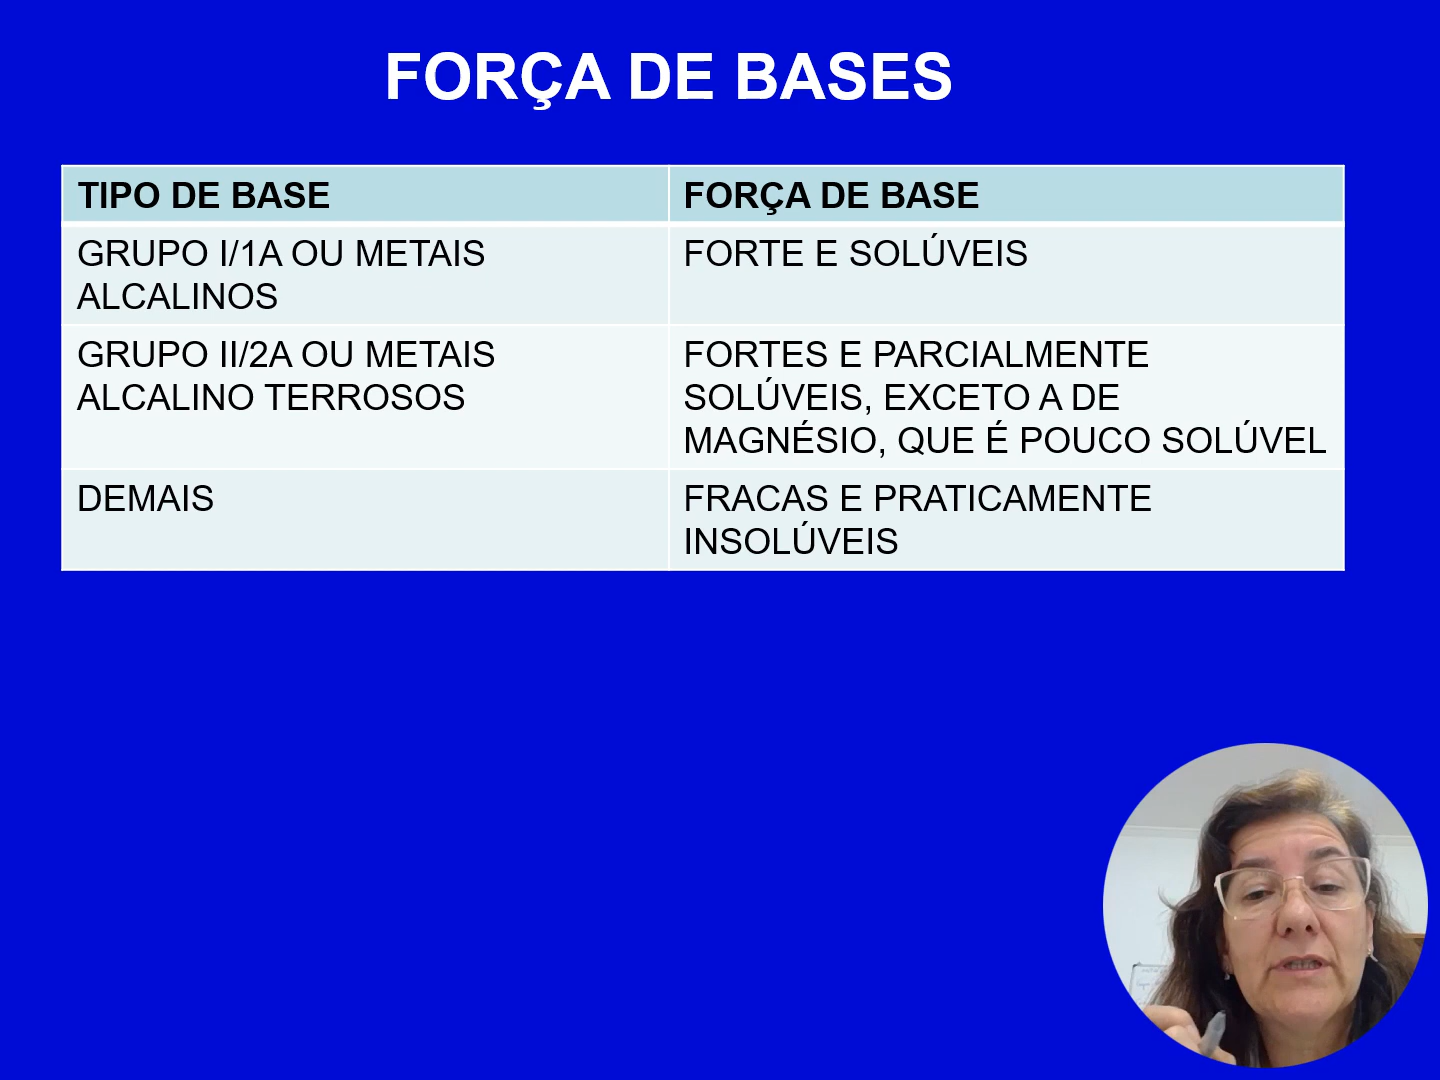 FORÇA DE BASES
TIPO DE BASE
FORÇA DE BASE
GRUPO I/1A OU METAIS
ALCALINOS
FORTE E SOLÚVEIS
GRUPO II/2A OU METAIS
ALCALINO TERROSOS
FORTES E PARCIALMENTE
SOLÚVEIS, EXCETO A DE
MAGNÉSIO, QUE É POUCO SOLÚVEL
DEMAIS
FRACAS E PRATICAMENTE
INSOLÚVEIS